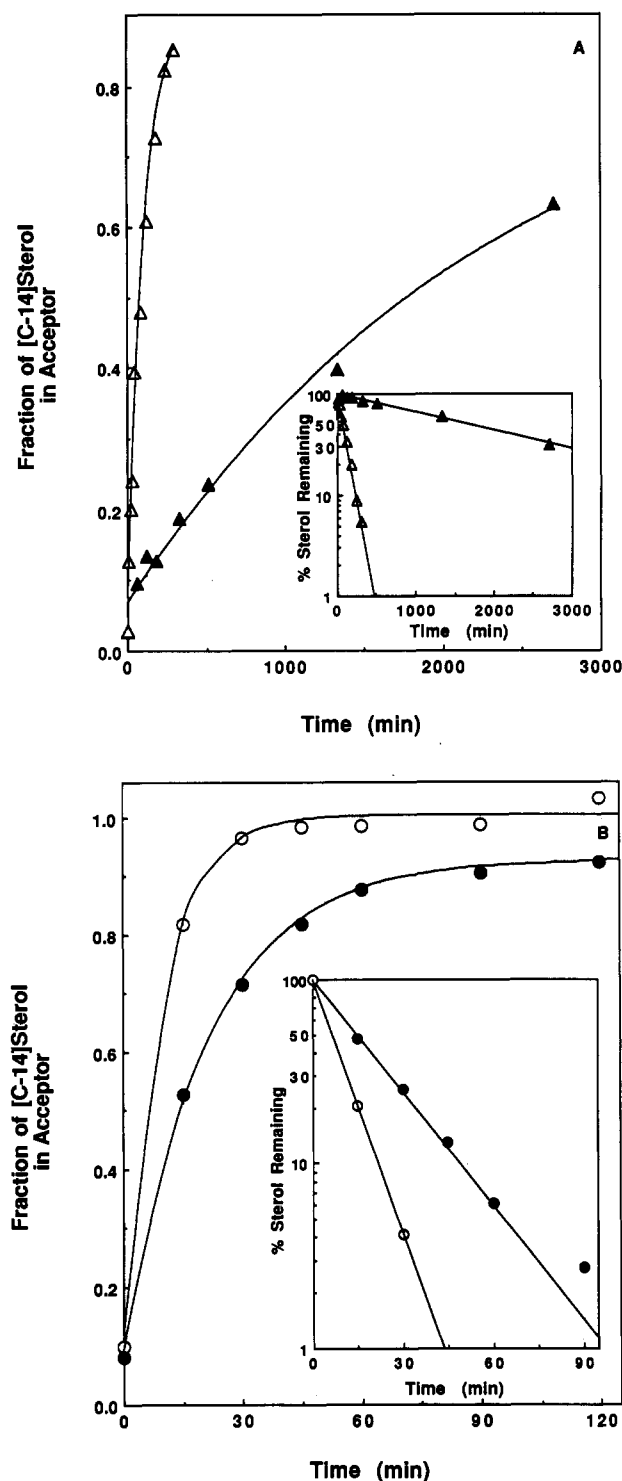 A
0.8
0.6
0.4
0.2
0.0
Fraction of [C-14]Sterol
in Acceptor
0 1000 2000 3000
Time (min)
100
50
30
10
1
% Sterol Remaining
0 1000 2000 3000
Time (min)
B
1.0
0.8
0.6
0.4
0.2
0.0
Fraction of [C-14]Sterol
in Acceptor
0 30 60 90 120
Time (min)
100
50
30
10
1
% Sterol Remaining
0 30 60 90
Time (min)